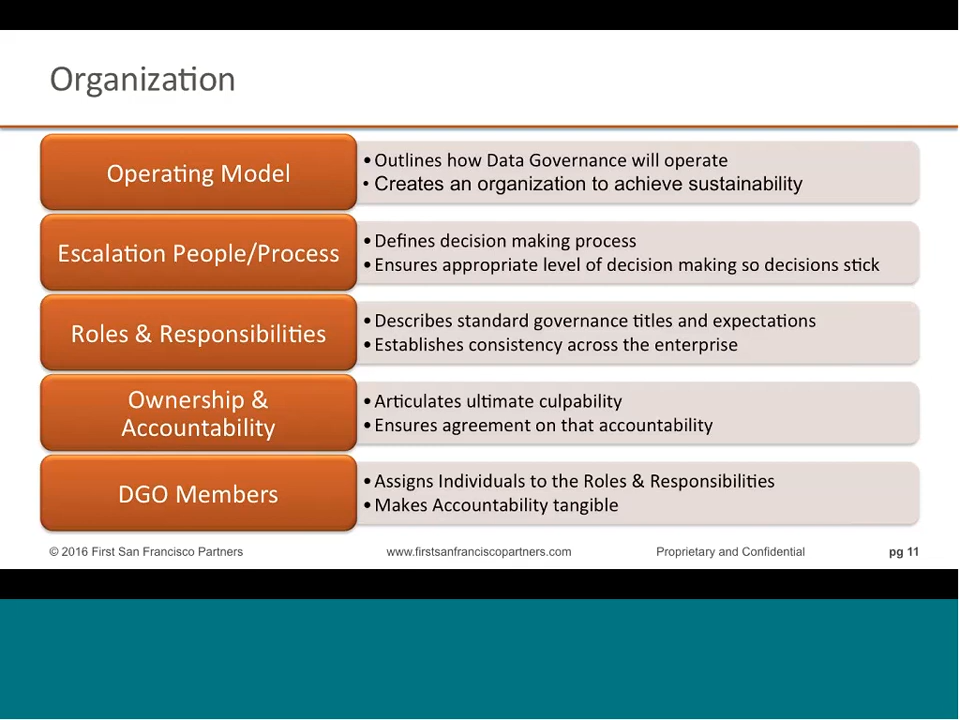 Organization
Operating Model
• Outlines how Data Governance will operate
• Creates an organization to achieve sustainability
Escalation People/Process
• Defines decision making process
• Ensures appropriate level of decision making so decisions stick
Roles & Responsibilities
• Describes standard governance titles and expectations
• Establishes consistency across the enterprise
Ownership &
Accountability
• Articulates ultimate culpability
• Ensures agreement on that accountability
DGO Members
• Assigns Individuals to the Roles & Responsibilities
• Makes Accountability tangible
© 2016 First San Francisco Partners www.firstsanfranciscopartners.com Proprietary and Confidential pg 11